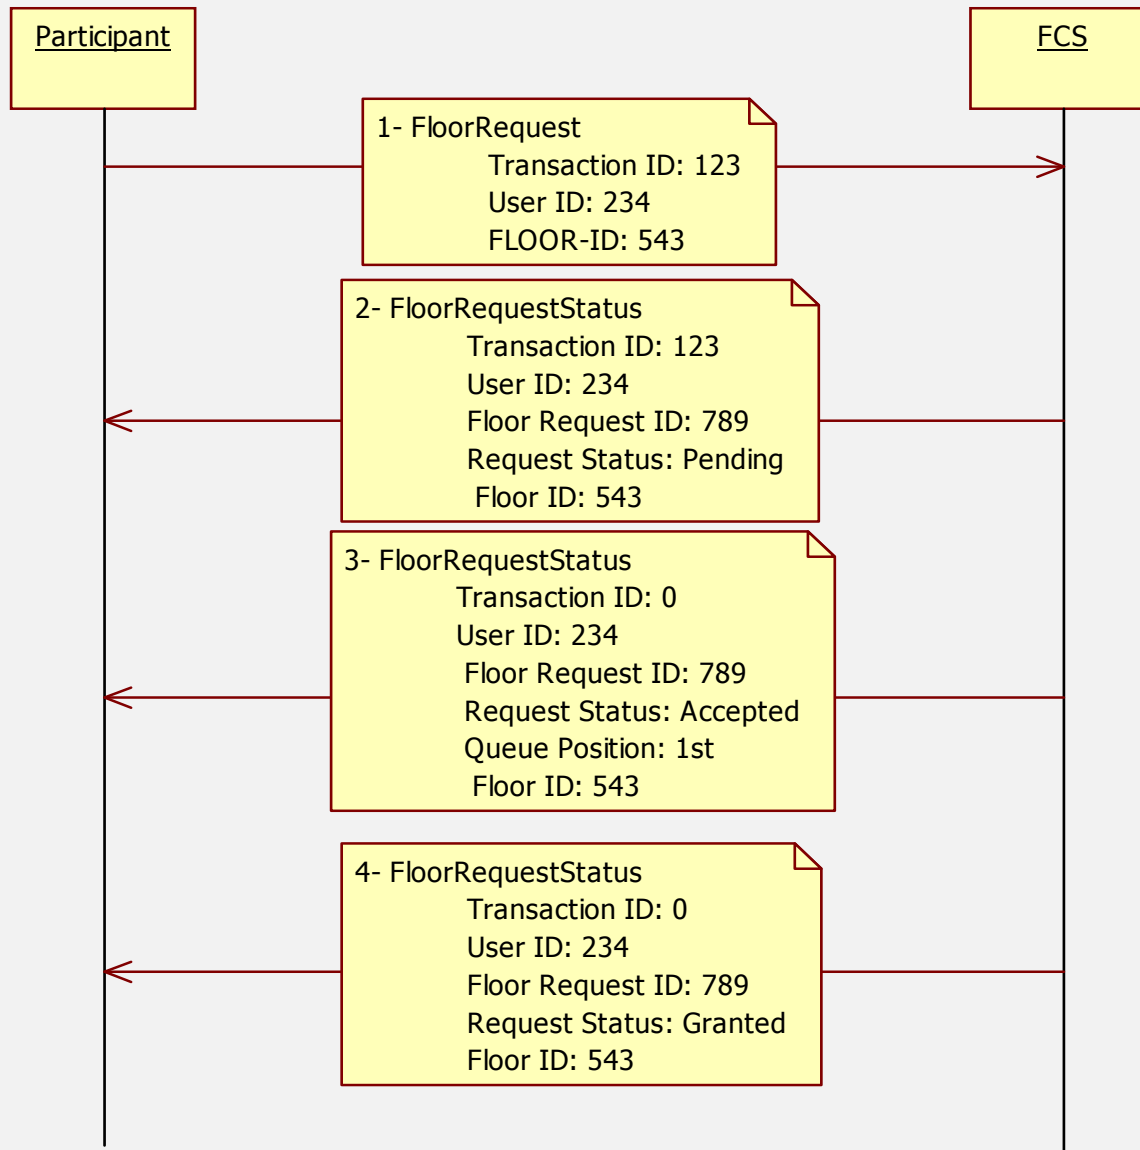 Participant
FCS
1- FloorRequest
Transaction ID: 123
User ID: 234
FLOOR-ID: 543
2- FloorRequestStatus
Transaction ID: 123
User ID: 234
Floor Request ID: 789
Request Status: Pending
Floor ID: 543
3- FloorRequestStatus
Transaction ID: 0
User ID: 234
Floor Request ID: 789
Request Status: Accepted
Queue Position: 1st
Floor ID: 543
4- FloorRequestStatus
Transaction ID: 0
User ID: 234
Floor Request ID: 789
Request Status: Granted
Floor ID: 543